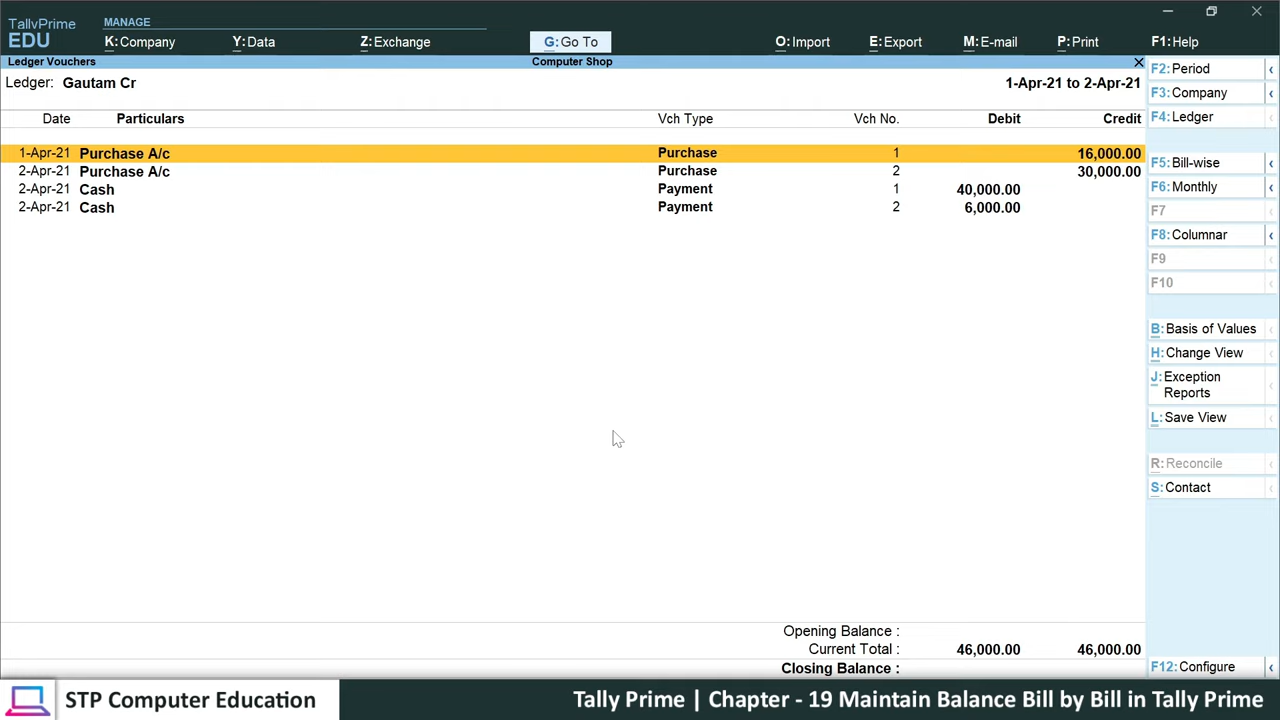 TallyPrime
EDU
MANAGE
K:Company
Y:Data
Z:Exchange
G:Go To
O:Import
E:Export
M:E-mail
P:Print
F1:Help
Ledger Vouchers
Computer Shop
Ledger: Gautam Cr
1-Apr-21 to 2-Apr-21
Date Particulars Vch Type Vch No. Debit Credit
1-Apr-21 Purchase A/c Purchase 1 16,000.00
2-Apr-21 Purchase A/c Purchase 2 30,000.00
2-Apr-21 Cash Payment 1 40,000.00
2-Apr-21 Cash Payment 2 6,000.00
Opening Balance :
Current Total : 46,000.00 46,000.00
Closing Balance :
F2:Period
F3:Company
F4:Ledger
F5:Bill-wise
F6:Monthly
F7
F8:Columnar
F9
F10
B:Basis of Values
H:Change View
J:Exception
Reports
L:Save View
R:Reconcile
S:Contact
F12:Configure
STP Computer Education
Tally Prime | Chapter - 19 Maintain Balance Bill by Bill in Tally Prime